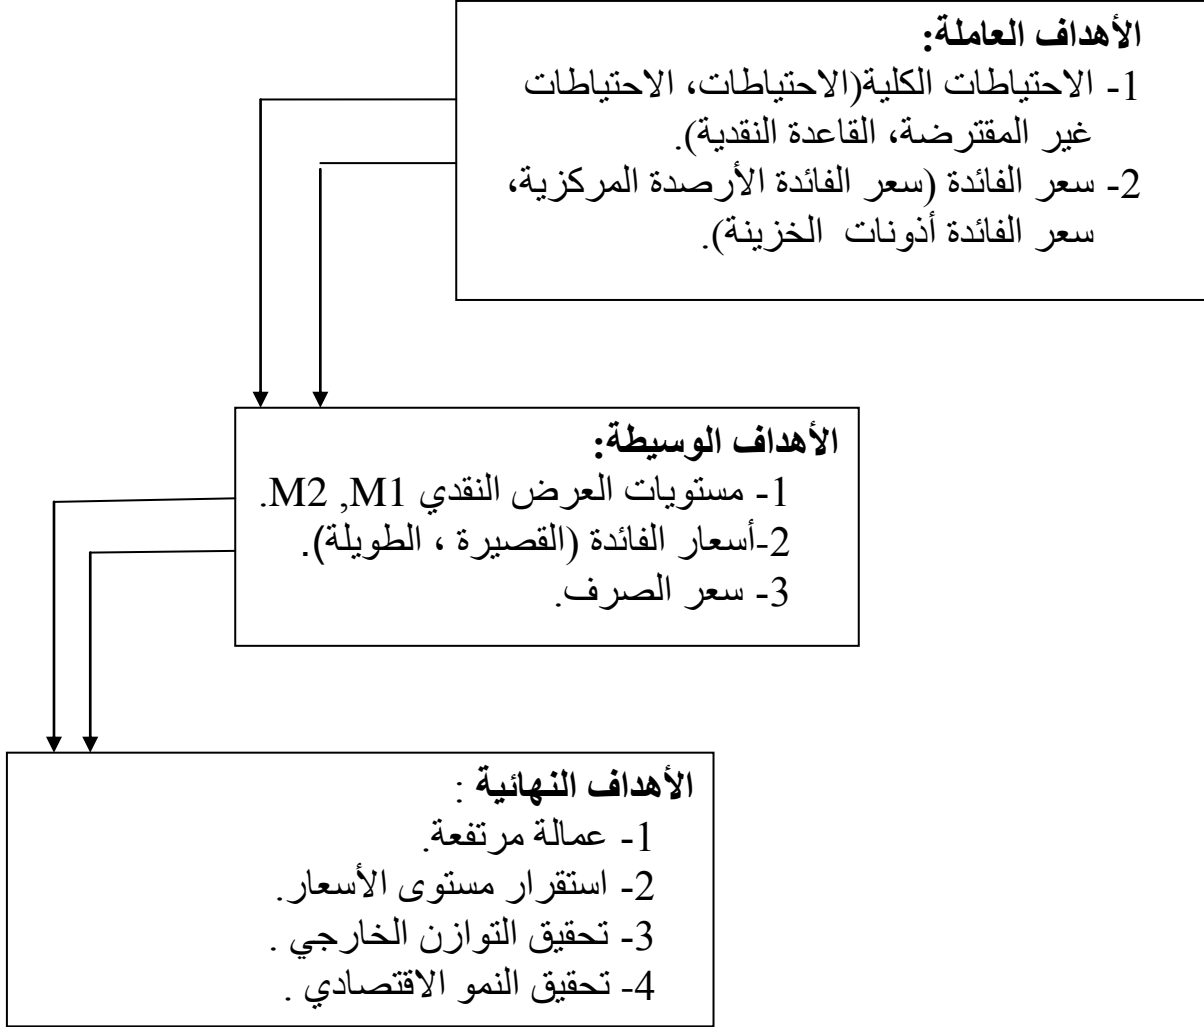 الأهداف العاملة:
1- الاحتياطات الكلية(الاحتياطات، الاحتياطات
غير المقترضة، القاعدة النقدية).
2- سعر الفائدة (سعر الفائدة الأرصدة المركزية،
سعر الفائدة أذونات الخزينة).
الأهداف الوسيطة:
1- مستويات العرض النقدي M2 ,M1.
2-أسعار الفائدة (القصيرة ، الطويلة).
3- سعر الصرف.
الأهداف النهائية :
1- عمالة مرتفعة.
2- استقرار مستوى الأسعار.
3- تحقيق التوازن الخارجي .
4- تحقيق النمو الاقتصادي .